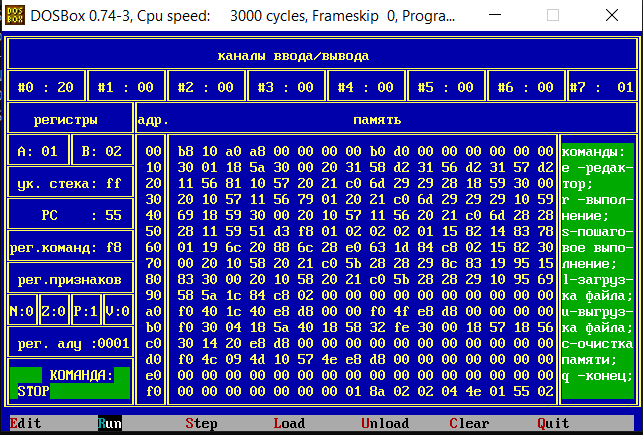 DOSBox 0.74-3, Cpu speed: 3000 cycles, Frameskip 0, Progra...
каналы ввода/вывода
#0 : 20 #1 : 00 #2 : 00 #3 : 00 #4 : 00 #5 : 00 #6 : 00 #7 : 01
регистры адр. память
A: 01 B: 02 00 b8 10 a0 a8 00 00 00 00 b0 d0 00 00 00 00 00 00 команды:
10 30 01 18 5a 30 00 20 31 58 d2 31 56 d2 31 57 d2 e -редак-
ук. стека: ff 20 11 56 81 10 57 20 21 c0 6d 29 29 28 18 59 30 00 тор;
30 20 10 57 11 56 79 01 20 21 c0 6d 29 29 29 10 59 r -выпол-
PC : 55 40 69 18 59 30 00 20 10 57 11 56 20 21 c0 6d 28 28 нение;
50 28 11 59 51 d3 f8 01 02 02 02 01 15 82 14 83 78 s-пошаго-
рег.команд: f8 60 01 19 6c 20 88 6c 28 e0 63 1d 84 c8 02 15 82 30 вое выпо-
70 00 20 10 58 20 21 c0 5b 28 28 29 8c 83 19 95 15 лнение;
рег.признаков 80 83 30 00 20 10 58 20 21 c0 5b 28 28 29 10 95 69 l-загруз-
90 58 5a 1c 84 c8 02 00 00 00 00 00 00 00 00 00 00 ка файла;
N:0 Z:0 P:1 V:0 a0 f0 40 1c 40 e8 d8 00 00 f0 4f e8 d8 00 00 00 00 u-выгруз-
b0 f0 30 04 18 5a 40 18 58 32 fe 30 00 18 57 18 56 ка файла;
рег. алу :0001 c0 30 14 20 e8 d8 00 00 00 00 00 00 00 00 00 00 00 c-очистка
d0 f0 4c 09 4d 10 57 4e e8 d8 00 00 00 00 00 00 00 памяти;
КОМАНДА: e0 00 00 00 00 00 00 00 00 00 00 00 00 00 00 00 00 q -конец;
STOP f0 00 00 00 00 00 00 00 01 8a 02 02 04 4e 01 55 02
Edit Run Step Load Unload Clear Quit